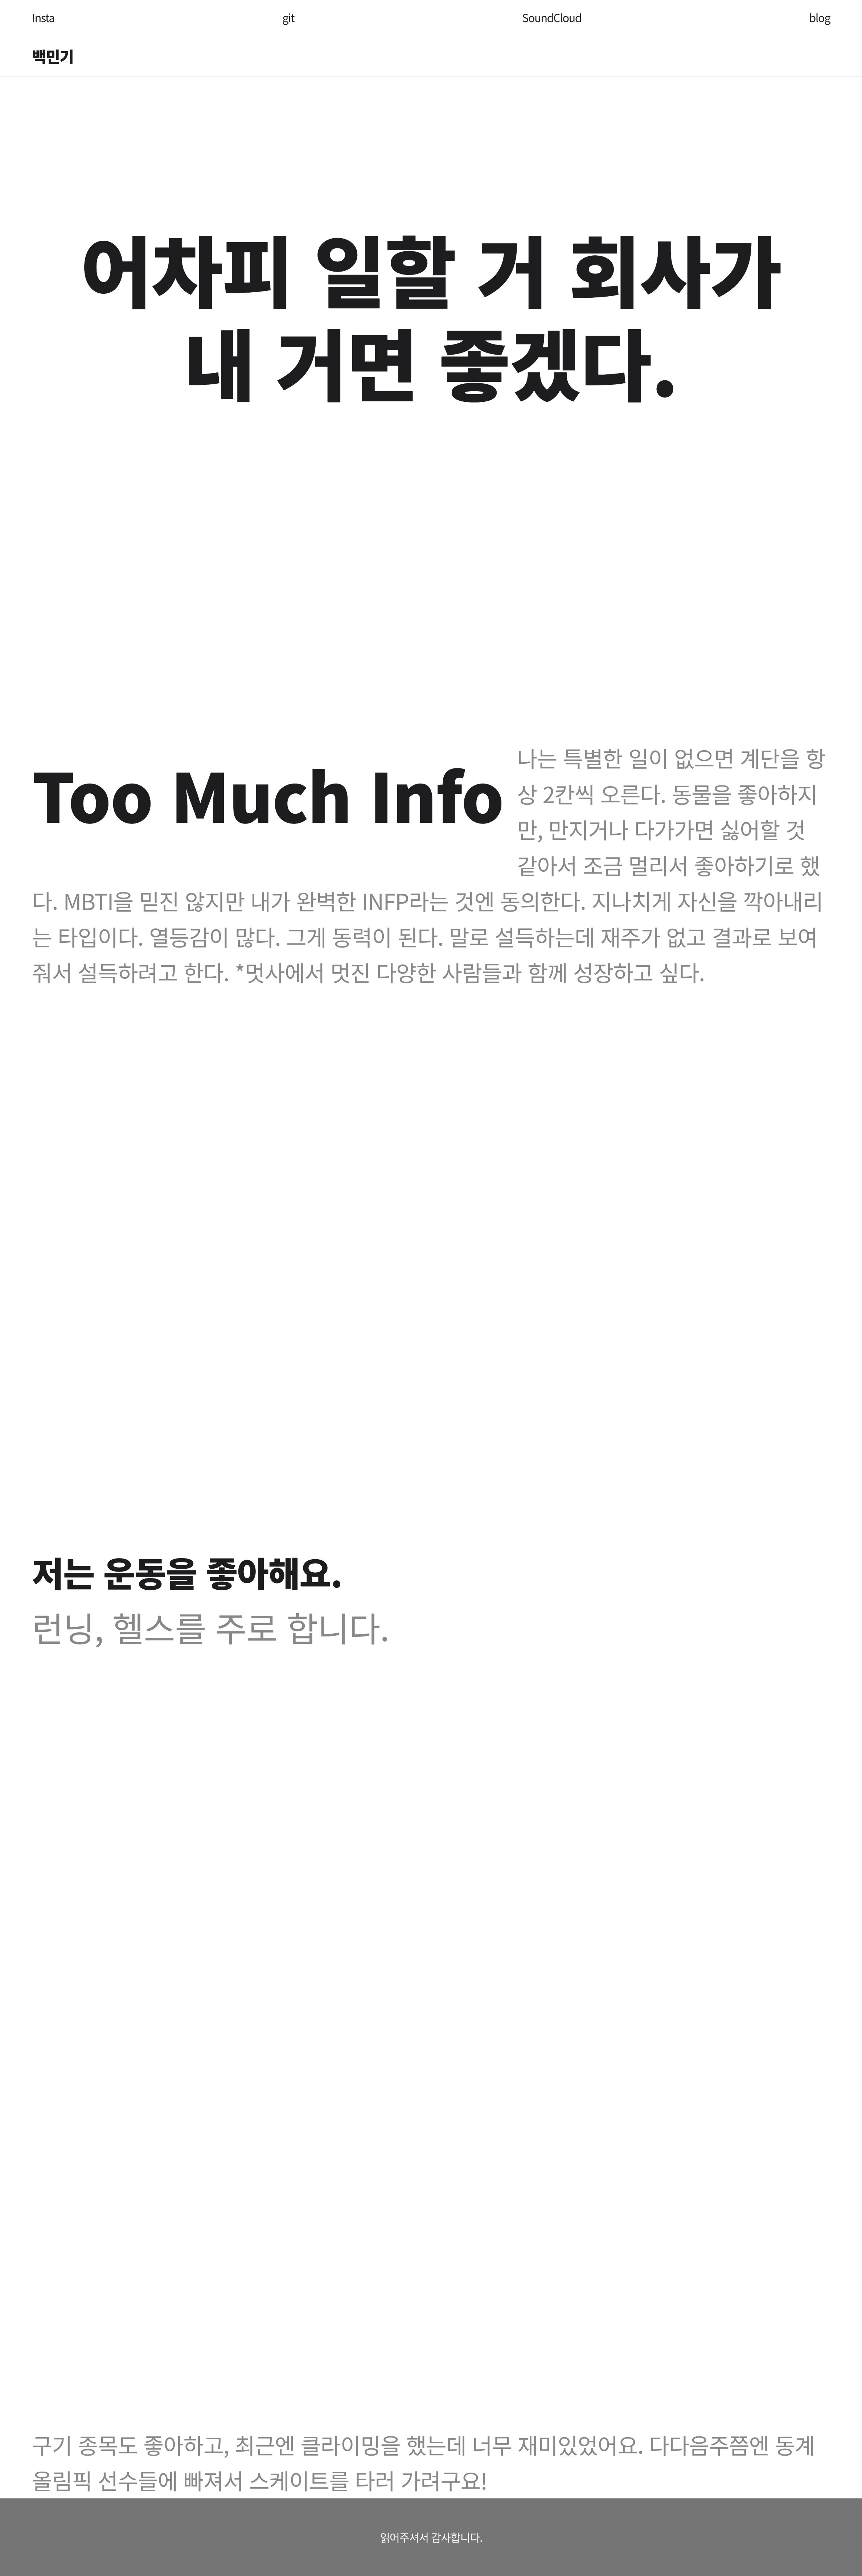 Insta git SoundCloud blog
백민기
어차피 일할 거 회사가
내 거면 좋겠다.
Too Much Info
나는 특별한 일이 없으면 계단을 항
상 2칸씩 오른다. 동물을 좋아하지
만, 만지거나 다가가면 싫어할 것
같아서 조금 멀리서 좋아하기로 했
다. MBTI을 믿진 않지만 내가 완벽한 INFP라는 것엔 동의한다. 지나치게 자신을 깍아내리
는 타입이다. 열등감이 많다. 그게 동력이 된다. 말로 설득하는데 재주가 없고 결과로 보여
줘서 설득하려고 한다. *멋사에서 멋진 다양한 사람들과 함께 성장하고 싶다.
저는 운동을 좋아해요.
런닝, 헬스를 주로 합니다.
구기 종목도 좋아하고, 최근엔 클라이밍을 했는데 너무 재미있었어요. 다다음주쯤엔 동계
올림픽 선수들에 빠져서 스케이트를 타러 가려구요!
읽어주셔서 감사합니다.